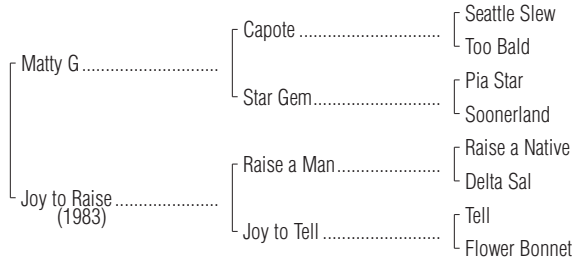 Seattle Slew
Capote
Too Bald
Matty G
Pia Star
Star Gem
Soonerland
Raise a Native
Raise a Man
Delta Sal
Joy to Raise
(1983)
Tell
Joy to Tell
Flower Bonnet